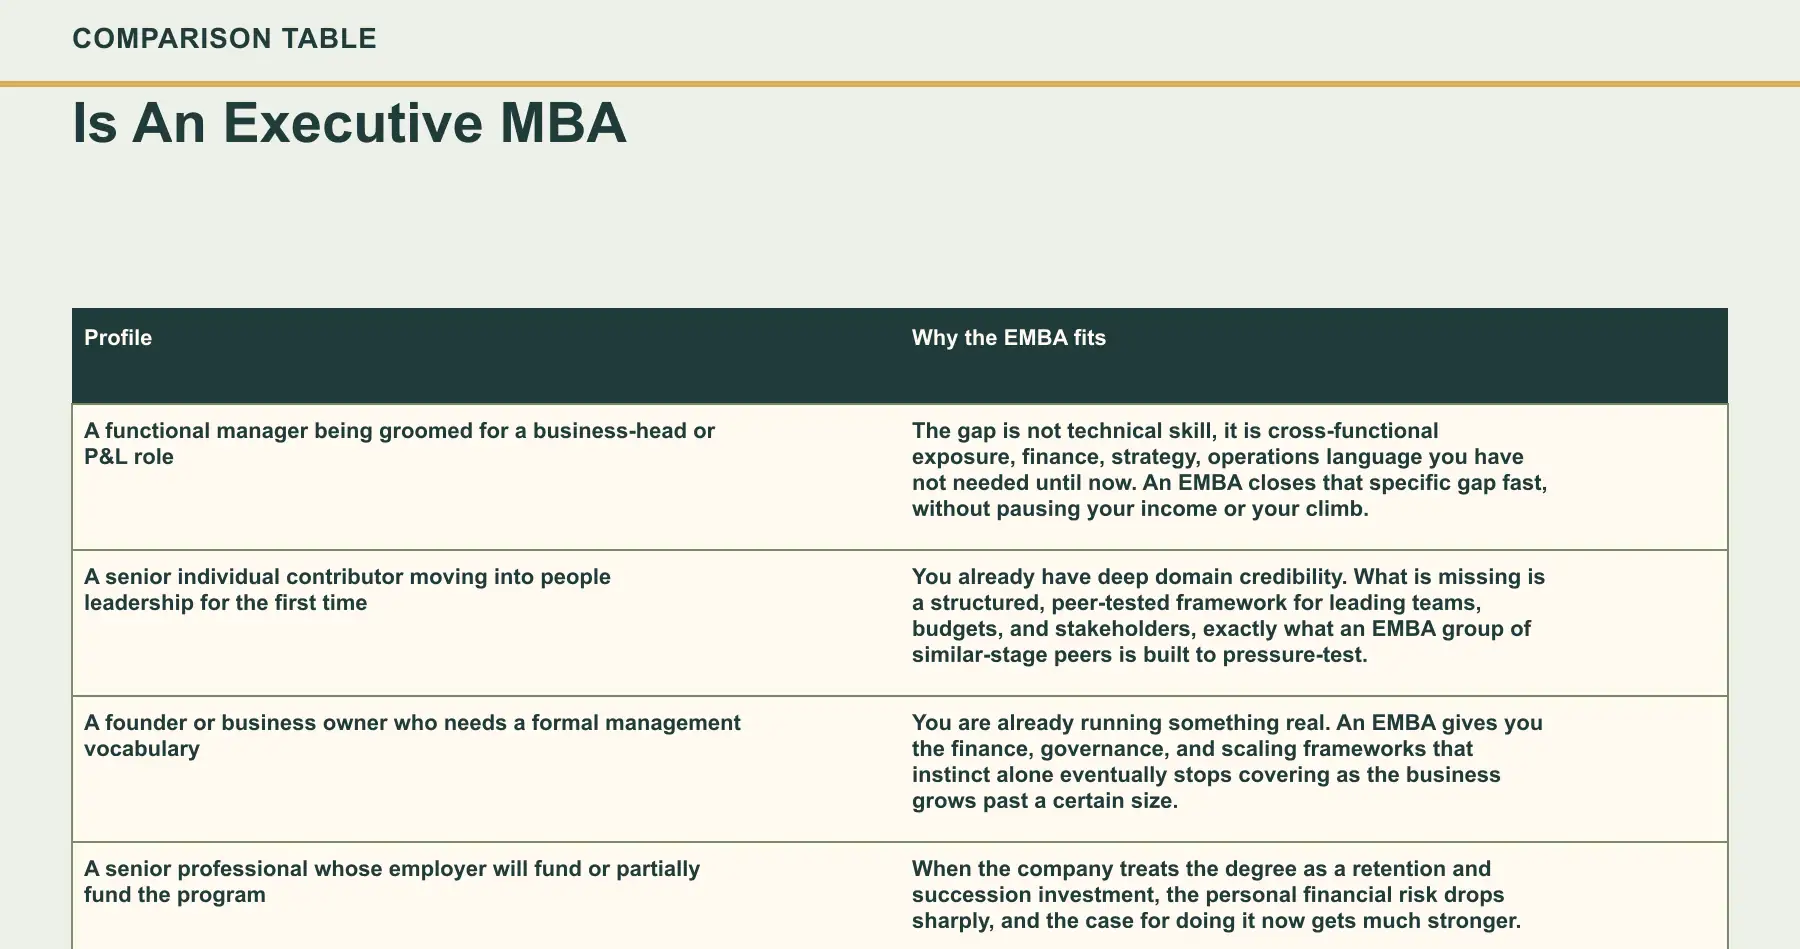 COMPARISON TABLE
Is An Executive MBA
Profile
Why the EMBA fits
A functional manager being groomed for a business-head or
P&L role
The gap is not technical skill, it is cross-functional
exposure, finance, strategy, operations language you have
not needed until now. An EMBA closes that specific gap fast,
without pausing your income or your climb.
A senior individual contributor moving into people
leadership for the first time
You already have deep domain credibility. What is missing is
a structured, peer-tested framework for leading teams,
budgets, and stakeholders, exactly what an EMBA group of
similar-stage peers is built to pressure-test.
A founder or business owner who needs a formal management
vocabulary
You are already running something real. An EMBA gives you
the finance, governance, and scaling frameworks that
instinct alone eventually stops covering as the business
grows past a certain size.
A senior professional whose employer will fund or partially
fund the program
When the company treats the degree as a retention and
succession investment, the personal financial risk drops
sharply, and the case for doing it now gets much stronger.